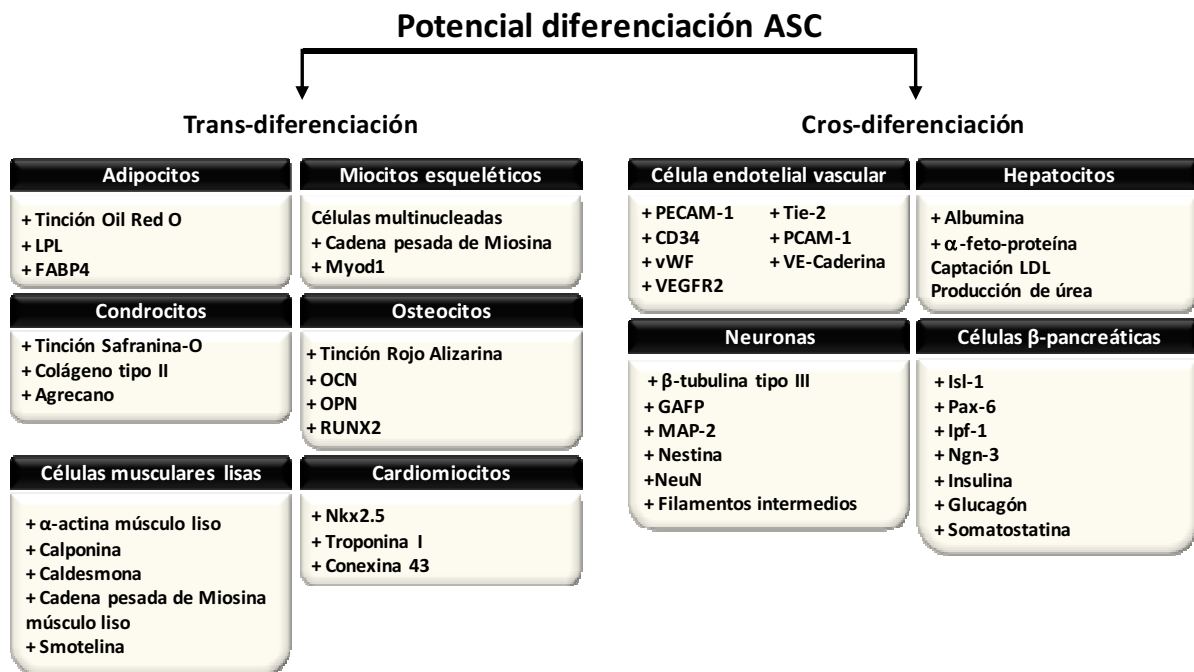 Potencial diferenciación ASC
Trans-diferenciación
Adipocitos
+ Tinción Oil Red O
+ LPL
+ FABP4
Miocitos esqueléticos
Células multinucleadas
+ Cadena pesada de Miosina
+ Myod1
Condrocitos
+ Tinción Safranina-O
+ Colágeno tipo II
+ Agrecano
Osteocitos
+ Tinción Rojo Alizarina
+ OCN
+ OPN
+ RUNX2
Células musculares lisas
+ α-actina músculo liso
+ Calponina
+ Caldesmona
+ Cadena pesada de Miosina
músculo liso
+ Smotelina
Cardiomiocitos
+ Nkx2.5
+ Troponina I
+ Conexina 43
Cros-diferenciación
Célula endotelial vascular
+ PECAM-1
+ CD34
+ vWF
+ VEGFR2
+ Tie-2
+ PCAM-1
+ VE-Caderina
Hepatocitos
+ Albumina
+ α-feto-proteína
Captación LDL
Producción de úrea
Neuronas
+ β-tubulina tipo III
+ GAFP
+ MAP-2
+ Nestina
+NeuN
+ Filamentos intermedios
Células β-pancreáticas
+ Isl-1
+ Pax-6
+ Ipf-1
+ Ngn-3
+ Insulina
+ Glucagón
+ Somatostatina